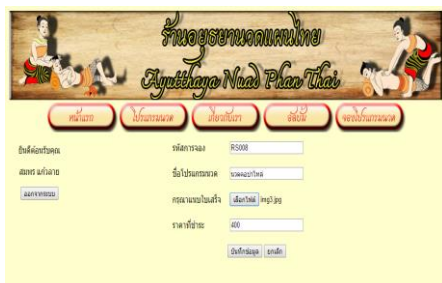 ร้านอยุธยานวดแผนไทย
Ayutthaya Nuad Phan Thai
หน้าแรก โปรแกรมนวด เกี่ยวกับเรา อัลบั้ม จองโปรแกรมนวด
ยินดีต้อนรับคุณ
สมพร แก้วลาย
ออกจากระบบ
รหัสการจอง RS008
ชื่อโปรแกรมนวด นวดคอบ่าไหล่
กรุณาแนบใบเสร็จ เลือกไฟล์ img3.jpg
ราคาที่ชำระ 400
บันทึกข้อมูล ยกเลิก